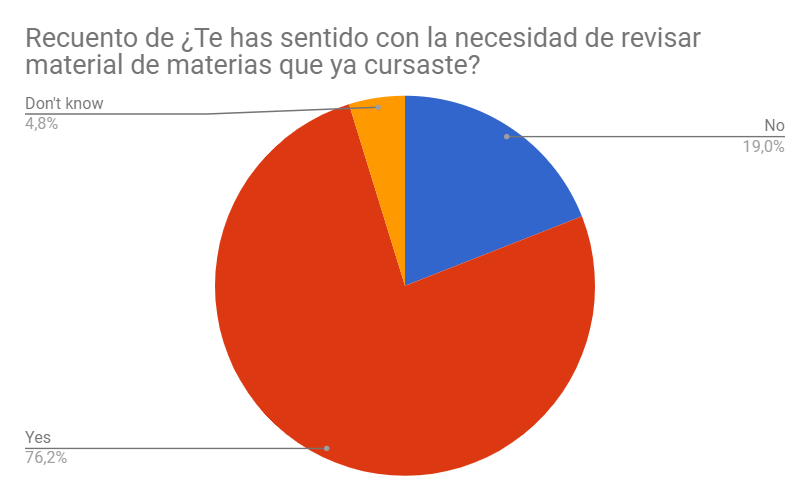 Recuento de ¿Te has sentido con la necesidad de revisar
material de materias que ya cursaste?
Don't know
4,8%
No
19,0%
Yes
76,2%